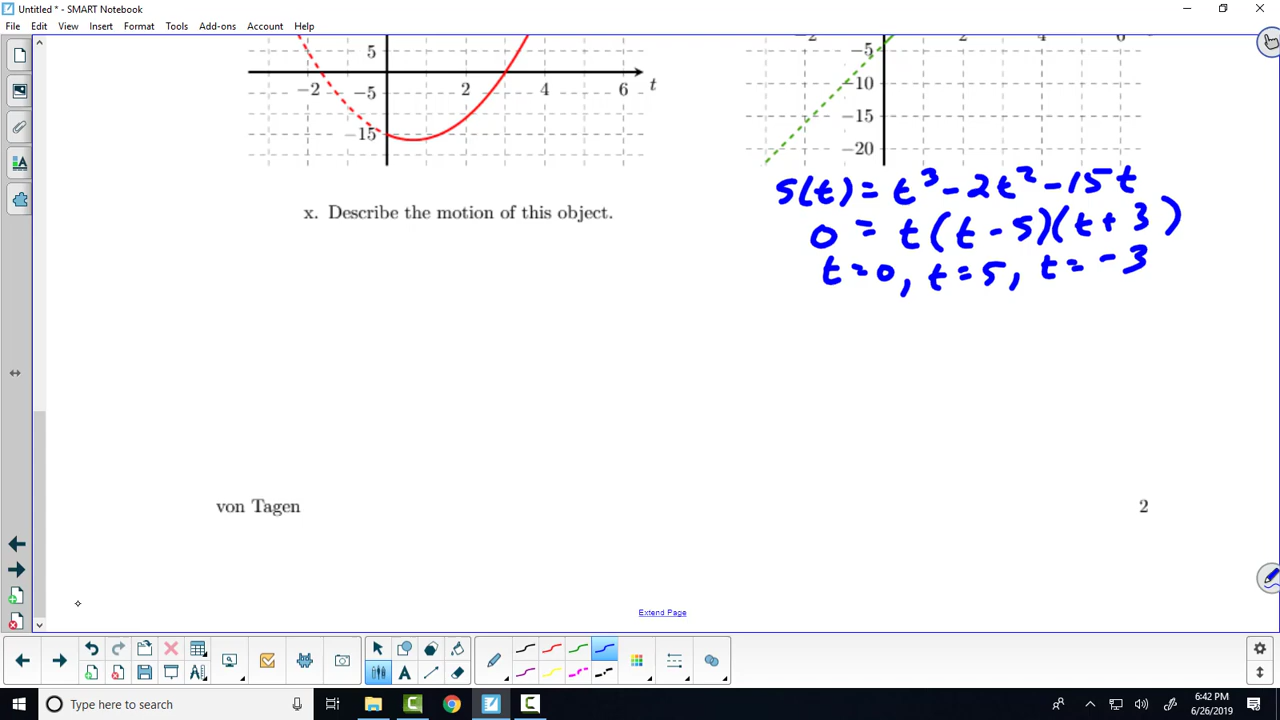 Untitled * - SMART Notebook
File Edit View Insert Format Tools Add-ons Account Help
5
-2 -5 2 4 6 t
-15
-2 2 4 6
-5
-10
-15
-20
s(t) = t³ - 2t² - 15t
0 = t(t - 5)(t + 3)
t = 0, t = 5, t = -3
x. Describe the motion of this object.
von Tagen 2
Extend Page
Type here to search
6:42 PM
6/26/2019